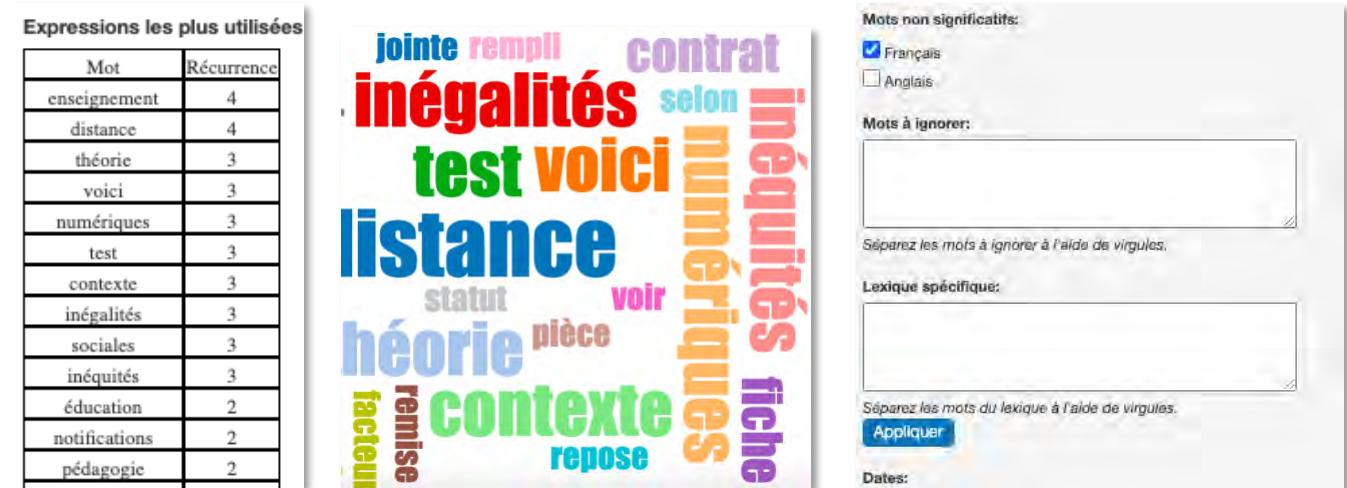 Expressions les plus utilisées
Mot Récurrence
enseignement 4
distance 4
théorie 3
voici 3
numériques 3
test 3
contexte 3
inégalités 3
sociales 3
inéquités 3
éducation 2
notifications 2
pédagogie 2
jointe rempli contrat
inégalités selon
inéquités
test voici
numériques
listance
statut voir
héorie pièce
facteu
remise
contexte
fiche
repose
Mots non significatifs:
Français
Anglais
Mots à ignorer:
Séparez les mots à ignorer à l'aide de virgules.
Lexique spécifique:
Séparez les mots du lexique à l'aide de virgules.
Appliquer
Dates: